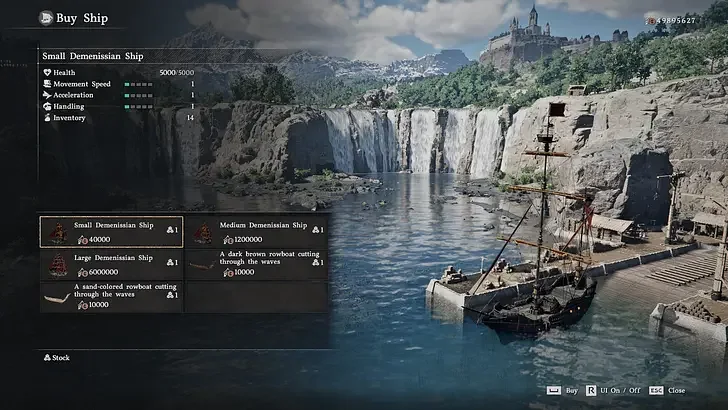 Buy Ship
49895627
Small Demenissian Ship
Health 5000/5000
Movement Speed 1
Acceleration 1
Handling 1
Inventory 14
Small Demenissian Ship 1
40000
Medium Demenissian Ship 1
1200000
Large Demenissian Ship 1
6000000
A dark brown rowboat cutting
through the waves 1
10000
A sand-colored rowboat cutting
through the waves 1
10000
Stock
Buy R UI On / Off ESC Close